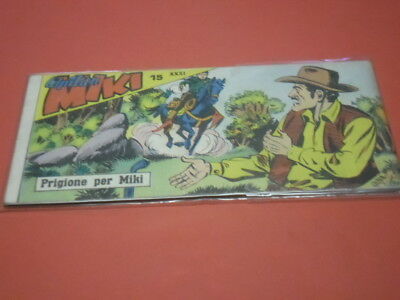 Capitan
MIKI
15 XXXI
Prigione per Miki